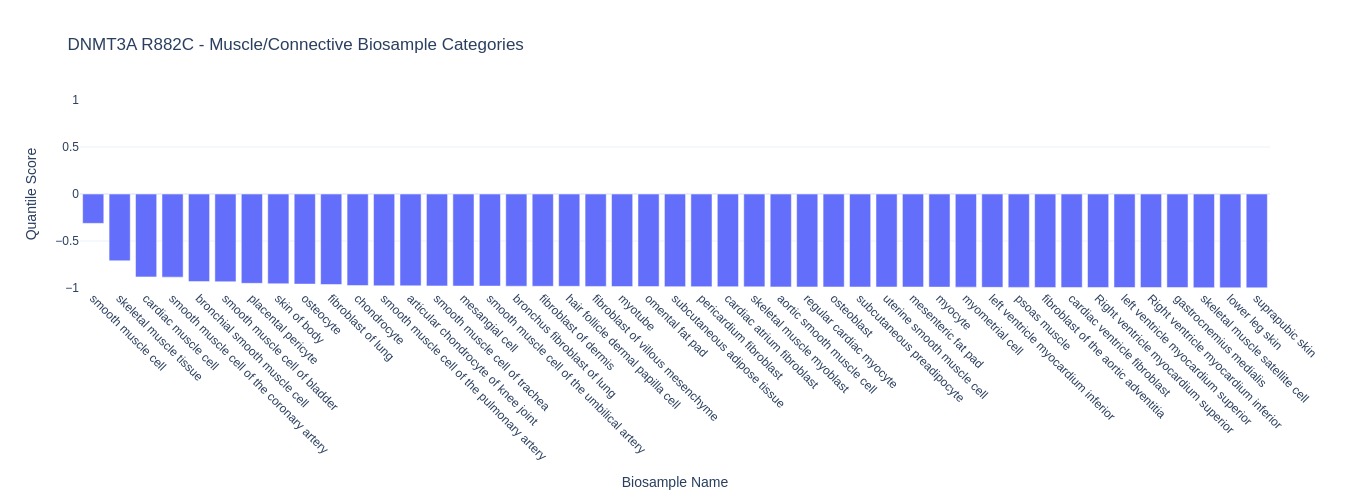 DNMT3A R882C - Muscle/Connective Biosample Categories
Quantile Score
1
0.5
0
−0.5
−1
smooth muscle cell
skeletal muscle tissue
cardiac muscle cell
smooth muscle cell of the coronary artery
bronchial smooth muscle cell
smooth muscle cell of bladder
placental pericyte
skin of body
osteocyte
fibroblast of lung
chondrocyte
smooth muscle cell of the pulmonary artery
articular chondrocyte of knee joint
smooth muscle cell of trachea
mesangial cell
smooth muscle cell of the umbilical artery
bronchus fibroblast of lung
fibroblast of dermis
hair follicle dermal papilla cell
fibroblast of villous mesenchyme
myotube
omental fat pad
subcutaneous adipose tissue
pericardium fibroblast
cardiac atrium fibroblast
skeletal muscle myoblast
aortic smooth muscle cell
regular cardiac myocyte
osteoblast
subcutaneous preadipocyte
uterine smooth muscle cell
mesenteric fat pad
myocyte
myometrial cell
left ventricle myocardium inferior
psoas muscle
fibroblast of the aortic adventitia
cardiac ventricle fibroblast
Right ventricle myocardium superior
left ventricle myocardium superior
Right ventricle myocardium inferior
gastrocnemius medialis
skeletal muscle satellite cell
lower leg skin
suprapubic skin
Biosample Name